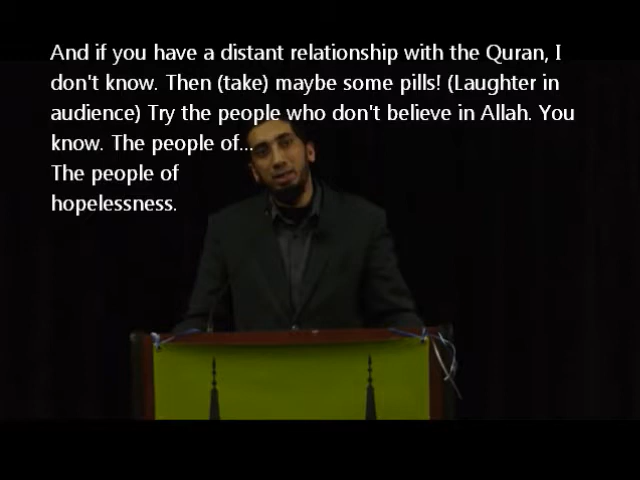 And if you have a distant relationship with the Quran, I
don't know. Then (take) maybe some pills! (Laughter in
audience) Try the people who don't believe in Allah. You
know. The people of...
The people of
hopelessness.